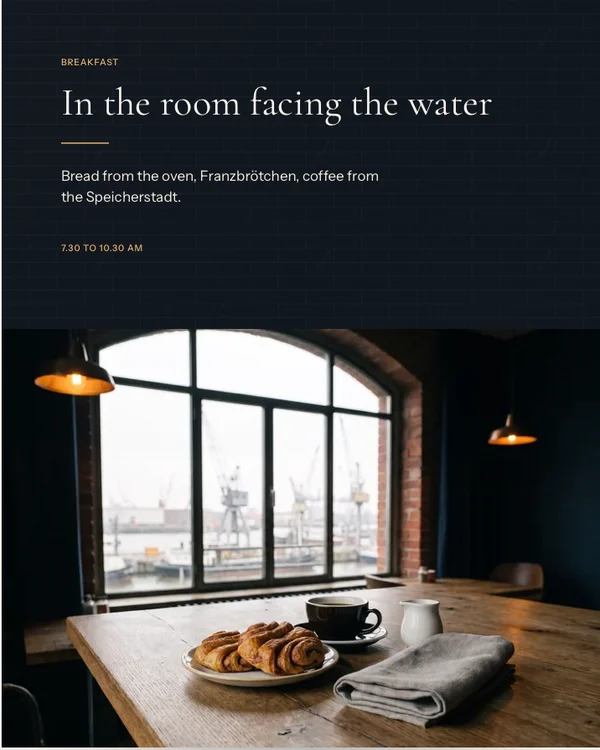 BREAKFAST
In the room facing the water
Bread from the oven, Franzbrötchen, coffee from
the Speicherstadt.
7.30 TO 10.30 AM